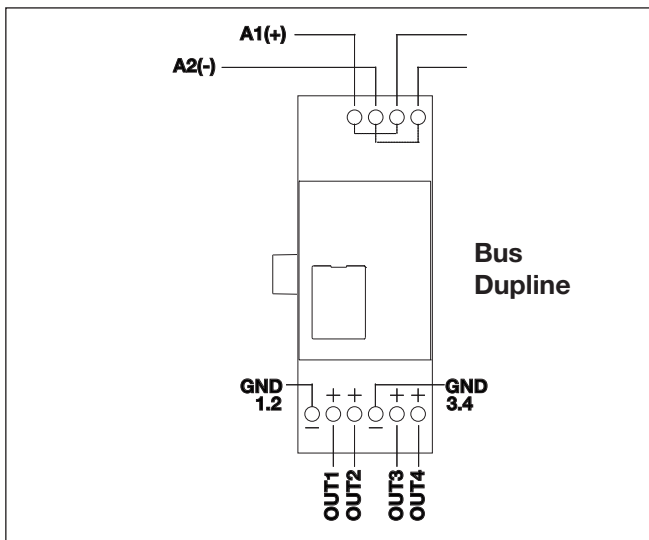 A1(+)
A2(-)
Bus
Dupline
GND
1.2
+ +
GND
3.4
+ +
–
–
OUT1
OUT2
OUT3
OUT4